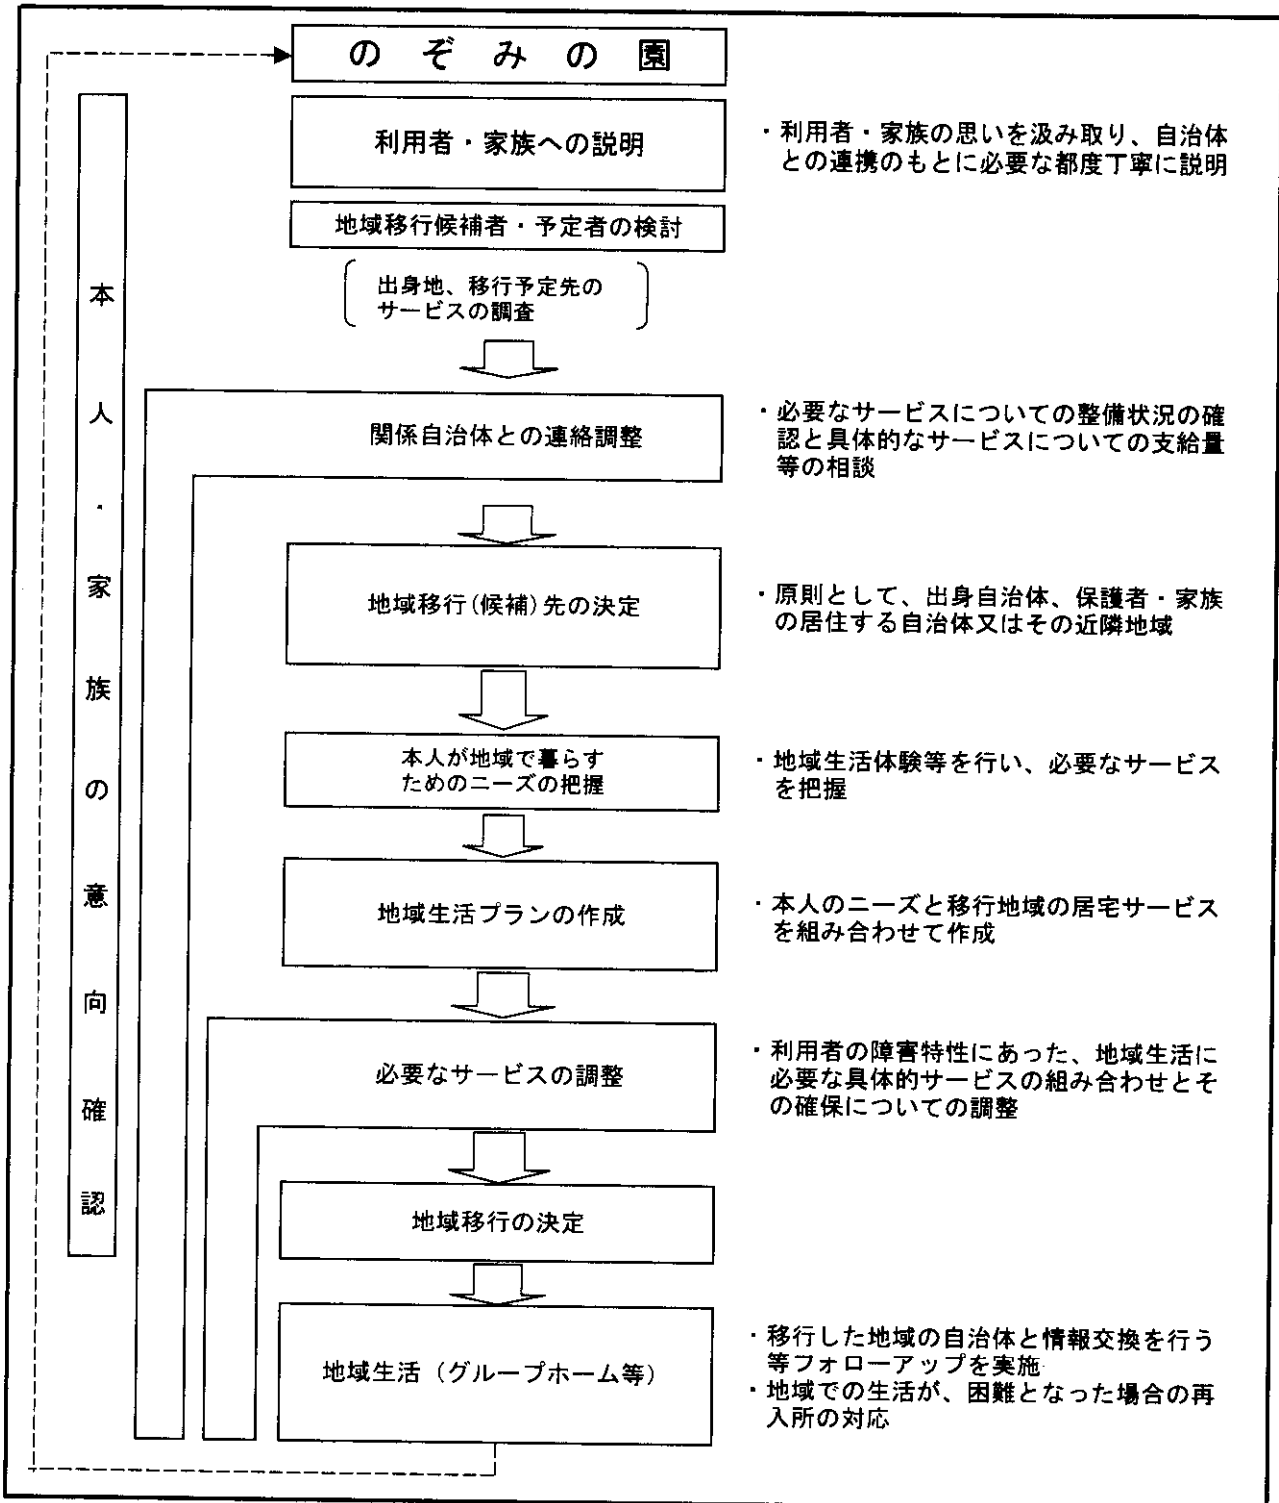 のぞみの園
利用者・家族への説明
・利用者・家族の思いを汲み取り、自治体
との連携のもとに必要な都度丁寧に説明
地域移行候補者・予定者の検討
出身地、移行予定先の
サービスの調査
本人・家族の意向確認
関係自治体との連絡調整
・必要なサービスについての整備状況の確
認と具体的なサービスについての支給量
等の相談
地域移行(候補)先の決定
・原則として、出身自治体、保護者・家族
の居住する自治体又はその近隣地域
本人が地域で暮らす
ためのニーズの把握
・地域生活体験等を行い、必要なサービス
を把握
地域生活プランの作成
・本人のニーズと移行地域の居宅サービス
を組み合わせて作成
必要なサービスの調整
・利用者の障害特性にあった、地域生活に
必要な具体的サービスの組み合わせとそ
の確保についての調整
地域移行の決定
地域生活（グループホーム等）
・移行した地域の自治体と情報交換を行う
等フォローアップを実施
・地域での生活が、困難となった場合の再
入所の対応